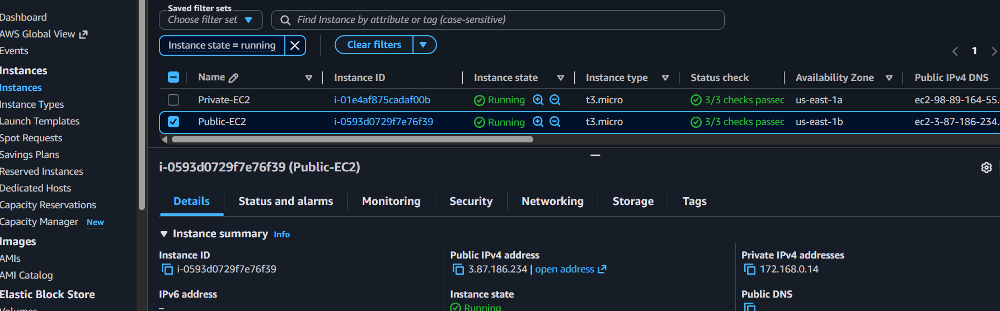 Dashboard
AWS Global View
Events
Instances
Instances
Instance Types
Launch Templates
Spot Requests
Savings Plans
Reserved Instances
Dedicated Hosts
Capacity Reservations
Capacity Manager New
Images
AMIs
AMI Catalog
Elastic Block Store
Volumes
Saved filter sets
Choose filter set
Find Instance by attribute or tag (case-sensitive)
Instance state = running
Clear filters
1
Name Instance ID Instance state Instance type Status check Availability Zone Public IPv4 DNS
Private-EC2 i-01e4af875cadaf00b Running t3.micro 3/3 checks passec us-east-1a ec2-98-89-164-55.
Public-EC2 i-0593d0729f7e76f39 Running t3.micro 3/3 checks passec us-east-1b ec2-3-87-186-234.
i-0593d0729f7e76f39 (Public-EC2)
Details Status and alarms Monitoring Security Networking Storage Tags
Instance summary Info
Instance ID
i-0593d0729f7e76f39
Public IPv4 address
3.87.186.234 | open address
Private IPv4 addresses
172.168.0.14
IPv6 address
–
Instance state
Running
Public DNS